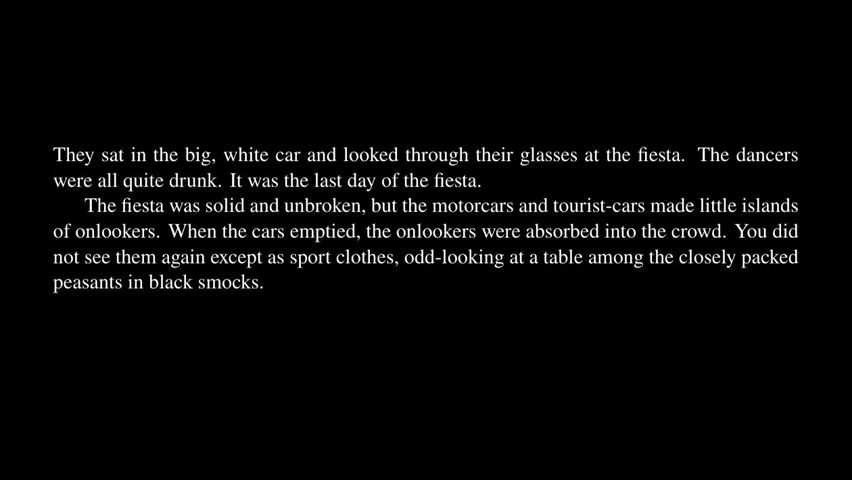 They sat in the big, white car and looked through their glasses at the fiesta. The dancers
were all quite drunk. It was the last day of the fiesta.
The fiesta was solid and unbroken, but the motorcars and tourist-cars made little islands
of onlookers. When the cars emptied, the onlookers were absorbed into the crowd. You did
not see them again except as sport clothes, odd-looking at a table among the closely packed
peasants in black smocks.